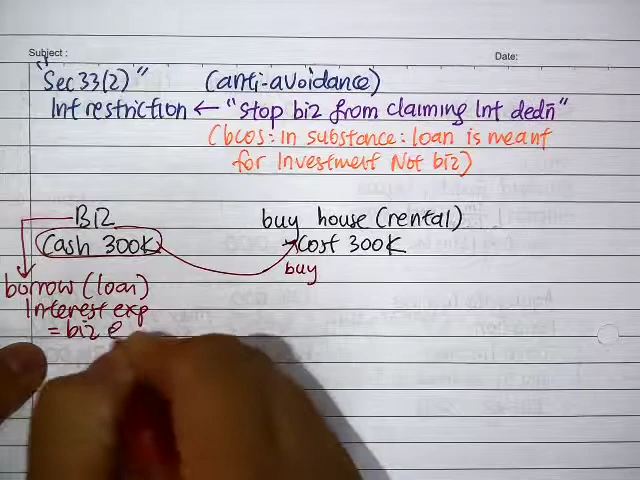 Subject :
Date:
"Sec 33(2)" (anti-avoidance)
Int restriction ← "stop biz from claiming Int dedn̄"
(bcos: in substance: loan is meant
for Investment Not biz)
Biz buy house (rental)
Cash 300K Cost 300K
buy
borrow (loan)
Interest exp
= biz e